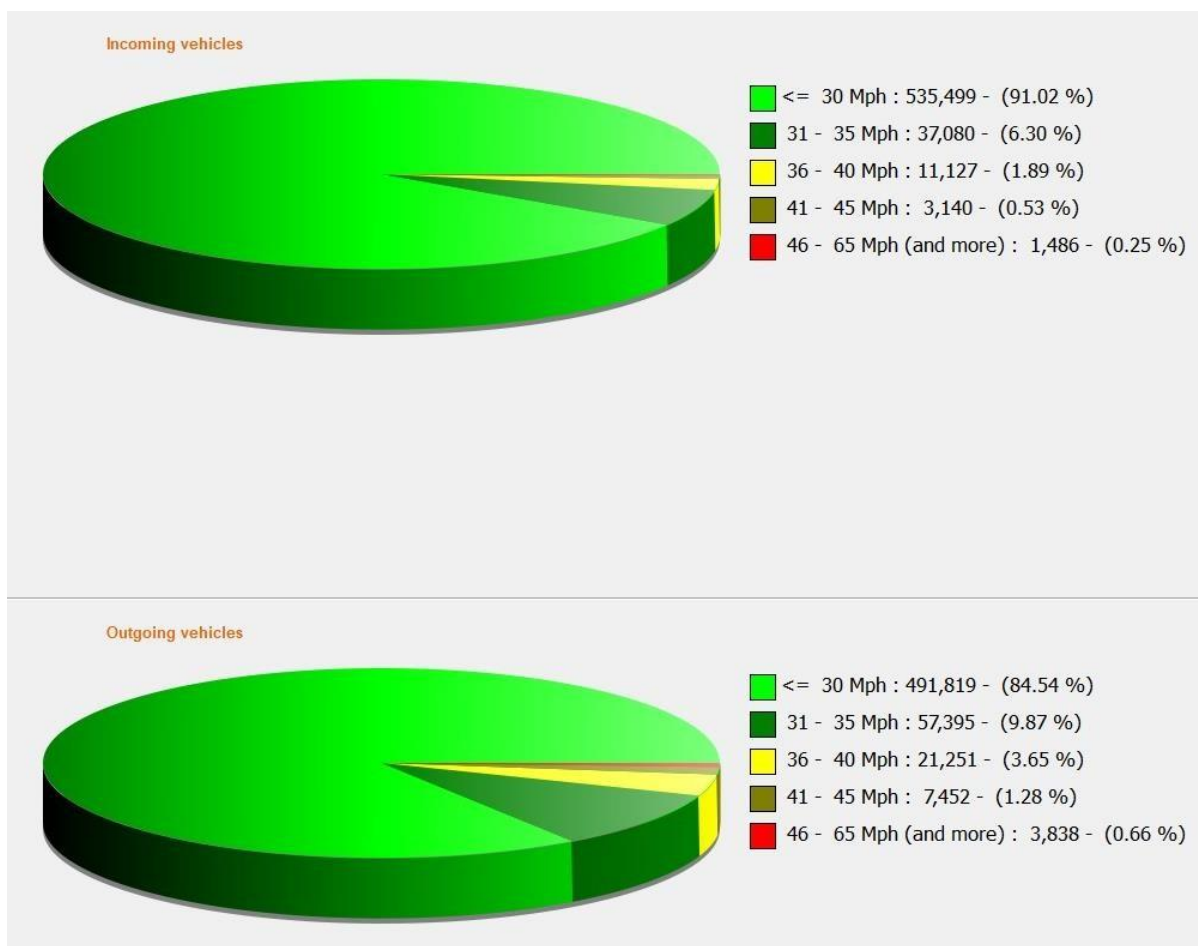 Incoming vehicles
<= 30 Mph : 535,499 - (91.02 %)
31 - 35 Mph : 37,080 - (6.30 %)
36 - 40 Mph : 11,127 - (1.89 %)
41 - 45 Mph : 3,140 - (0.53 %)
46 - 65 Mph (and more) : 1,486 - (0.25 %)
Outgoing vehicles
<= 30 Mph : 491,819 - (84.54 %)
31 - 35 Mph : 57,395 - (9.87 %)
36 - 40 Mph : 21,251 - (3.65 %)
41 - 45 Mph : 7,452 - (1.28 %)
46 - 65 Mph (and more) : 3,838 - (0.66 %)